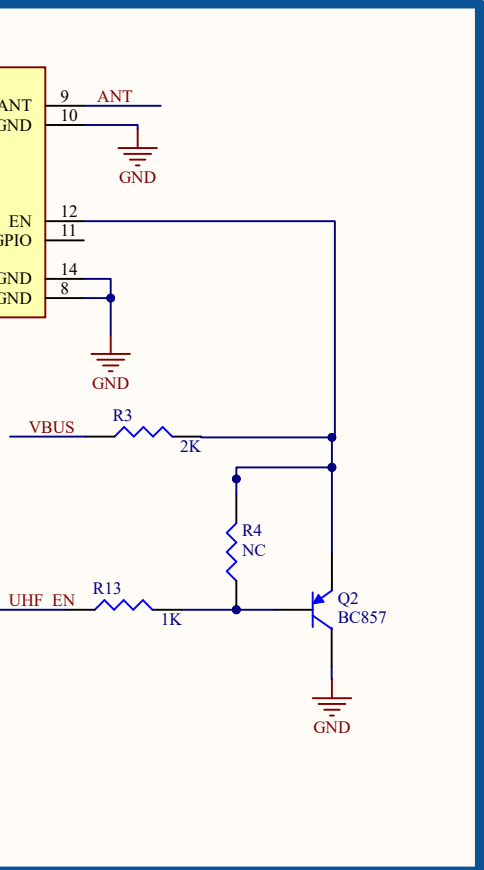 ANT 9 ANT
GND 10
GND
EN 12
GPIO 11
GND 14
GND 8
GND
R3
VBUS
2K
R4
NC
R13
UHF_EN
1K
Q2
BC857
GND